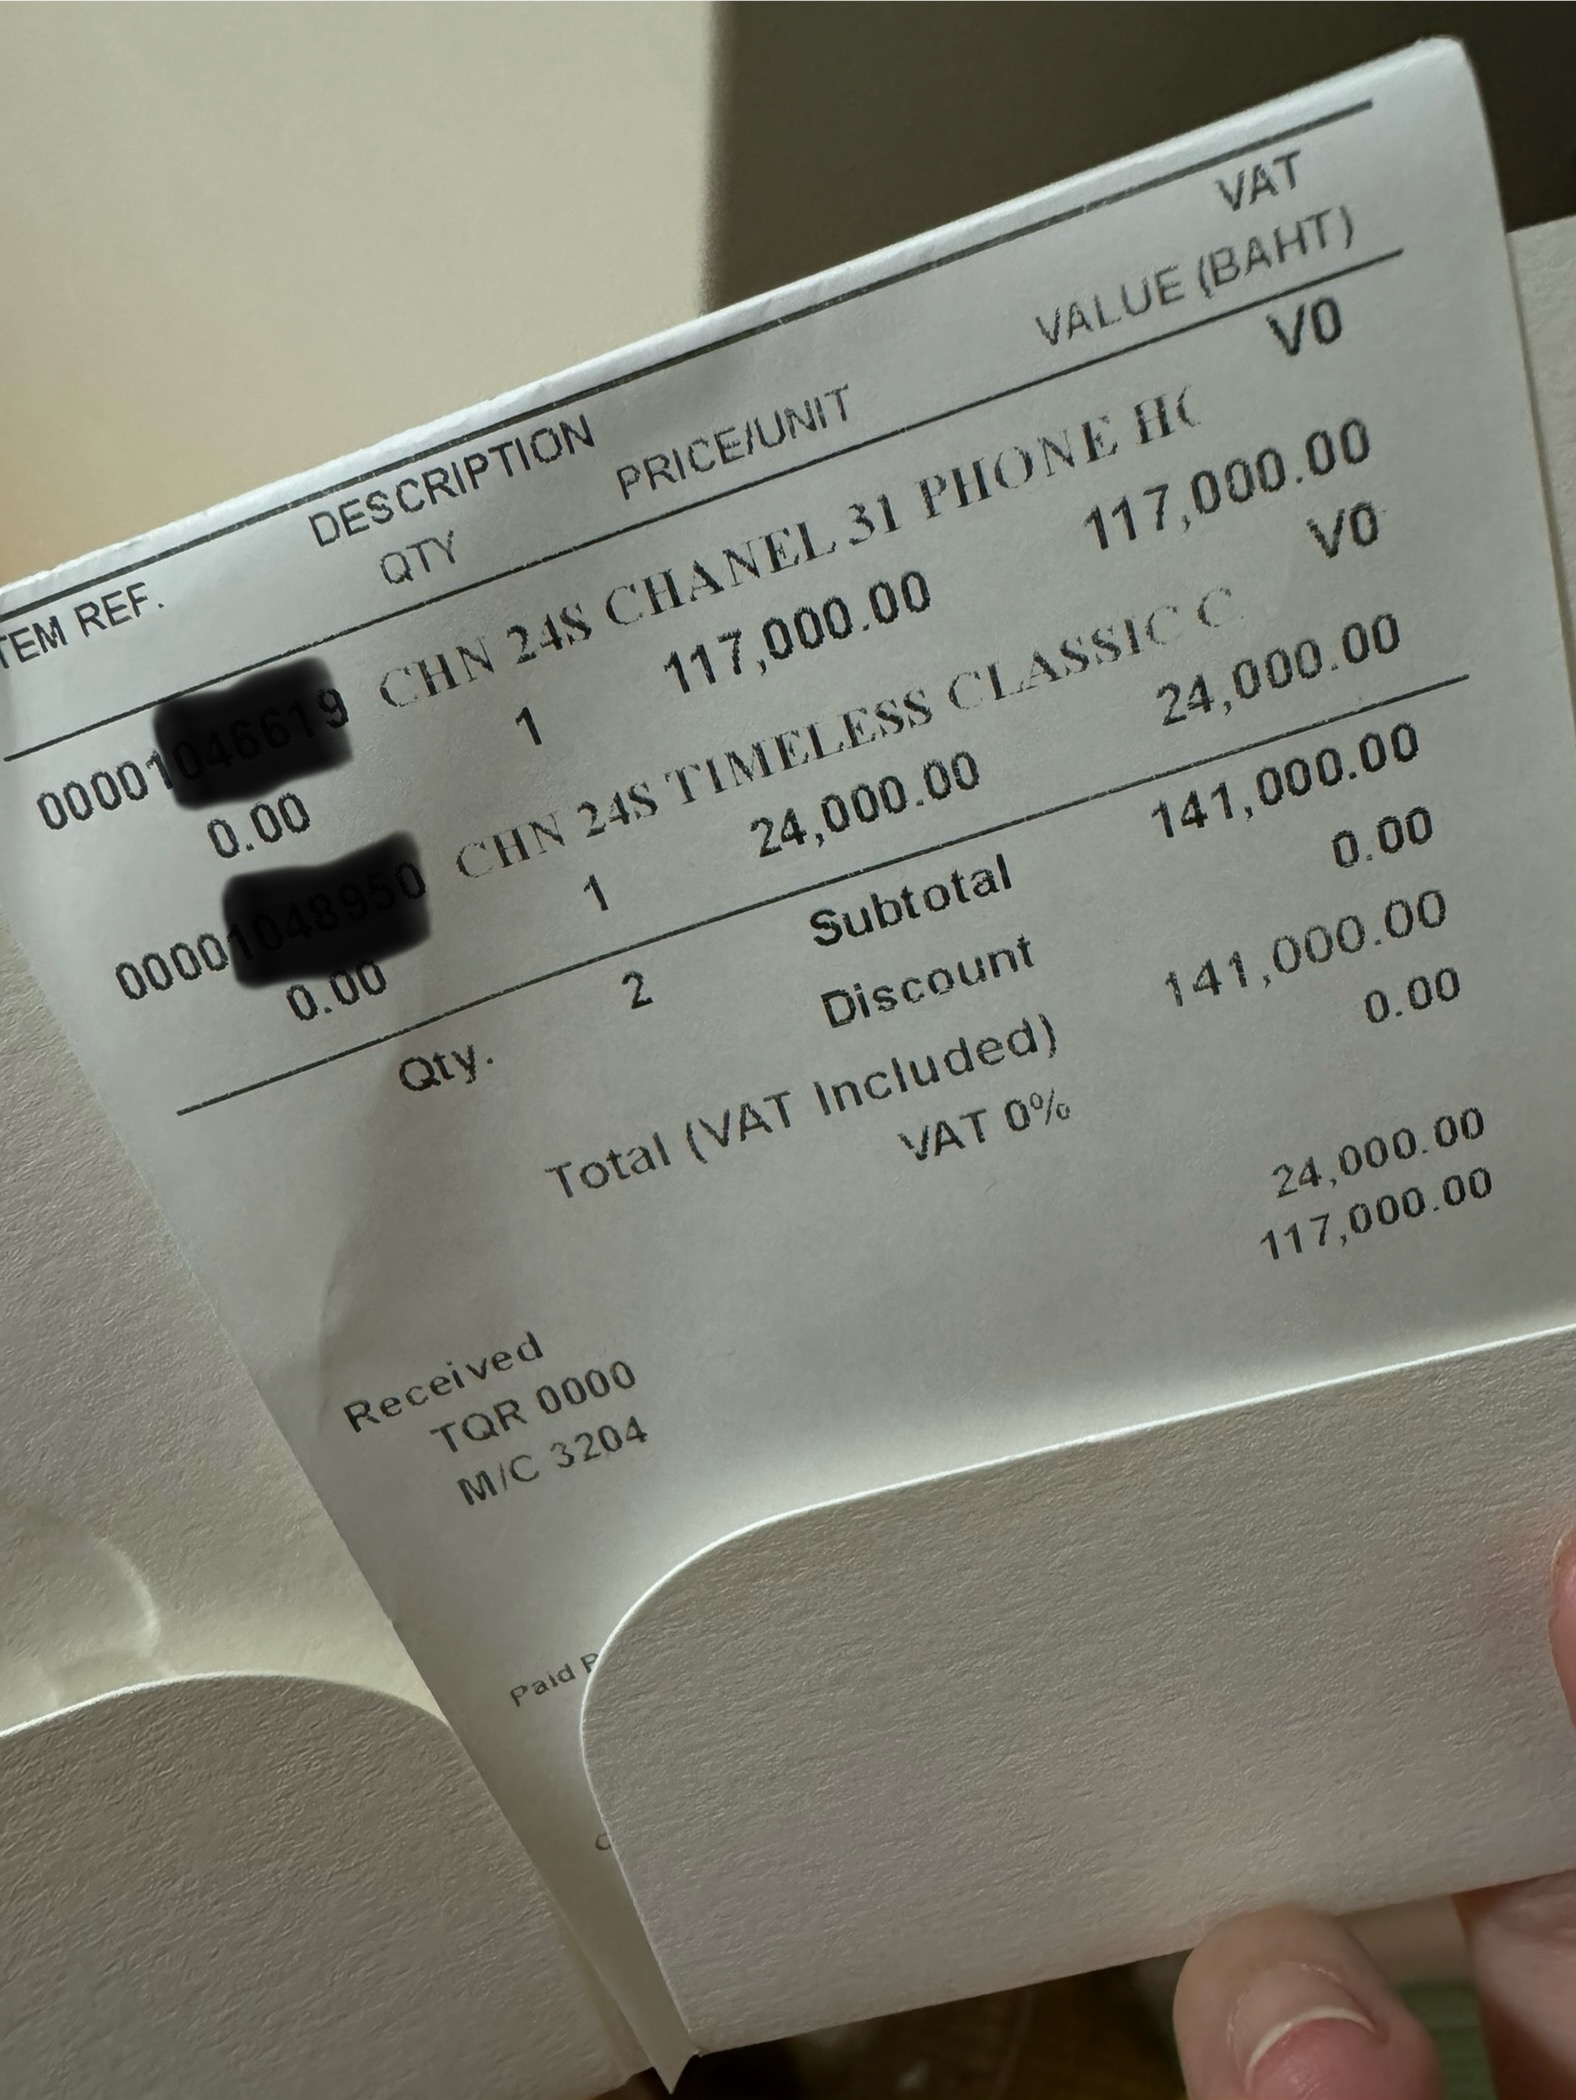 VAT
TEM REF. DESCRIPTION
QTY PRICE/UNIT VALUE (BAHT)
00001 CHN 24S CHANEL 31 PHONE HO V0
0.00 1 117,000.00 117,000.00
0000 CHN 24S TIMELESS CLASSIC C V0
0.00 1 24,000.00 24,000.00
Qty. 2 Subtotal 141,000.00
Discount 0.00
Total (VAT Included) 141,000.00
VAT 0% 0.00
Received
TQR 0000 24,000.00
M/C 3204 117,000.00
Paid